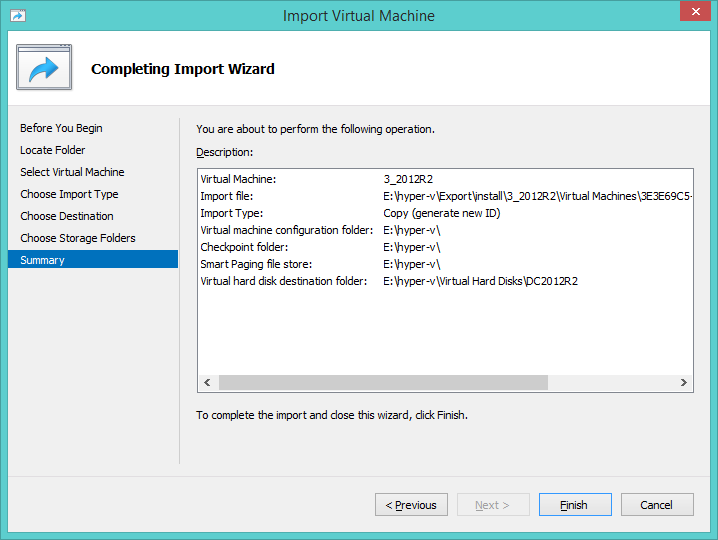 Import Virtual Machine
Completing Import Wizard
Before You Begin
Locate Folder
Select Virtual Machine
Choose Import Type
Choose Destination
Choose Storage Folders
Summary
You are about to perform the following operation.
Description:
Virtual Machine: 3_2012R2
Import file: E:\hyper-v\Export\install\3_2012R2\Virtual Machines\3E3E69C5-
Import Type: Copy (generate new ID)
Virtual machine configuration folder: E:\hyper-v\
Checkpoint folder: E:\hyper-v\
Smart Paging file store: E:\hyper-v\
Virtual hard disk destination folder: E:\hyper-v\Virtual Hard Disks\DC2012R2
To complete the import and close this wizard, click Finish.
< Previous
Next >
Finish
Cancel